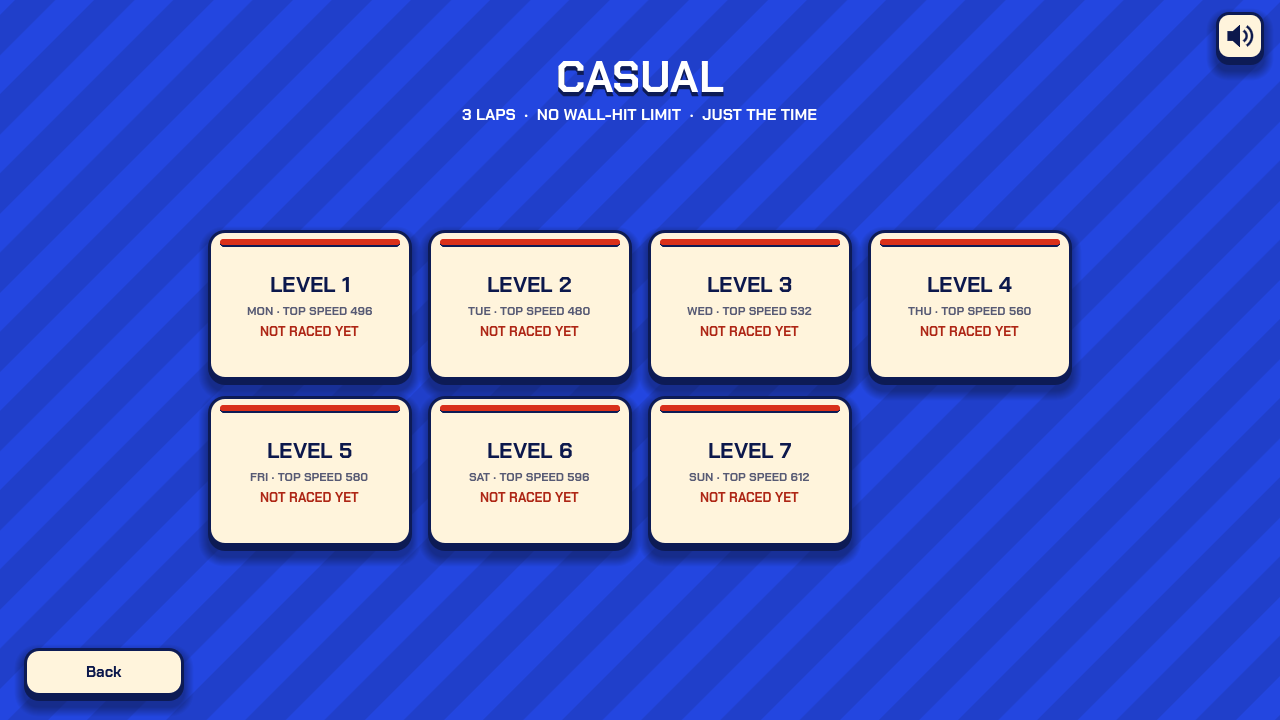 CASUAL
3 LAPS · NO WALL-HIT LIMIT · JUST THE TIME
LEVEL 1
MON · TOP SPEED 496
NOT RACED YET
LEVEL 2
TUE · TOP SPEED 480
NOT RACED YET
LEVEL 3
WED · TOP SPEED 532
NOT RACED YET
LEVEL 4
THU · TOP SPEED 560
NOT RACED YET
LEVEL 5
FRI · TOP SPEED 580
NOT RACED YET
LEVEL 6
SAT · TOP SPEED 596
NOT RACED YET
LEVEL 7
SUN · TOP SPEED 612
NOT RACED YET
Back